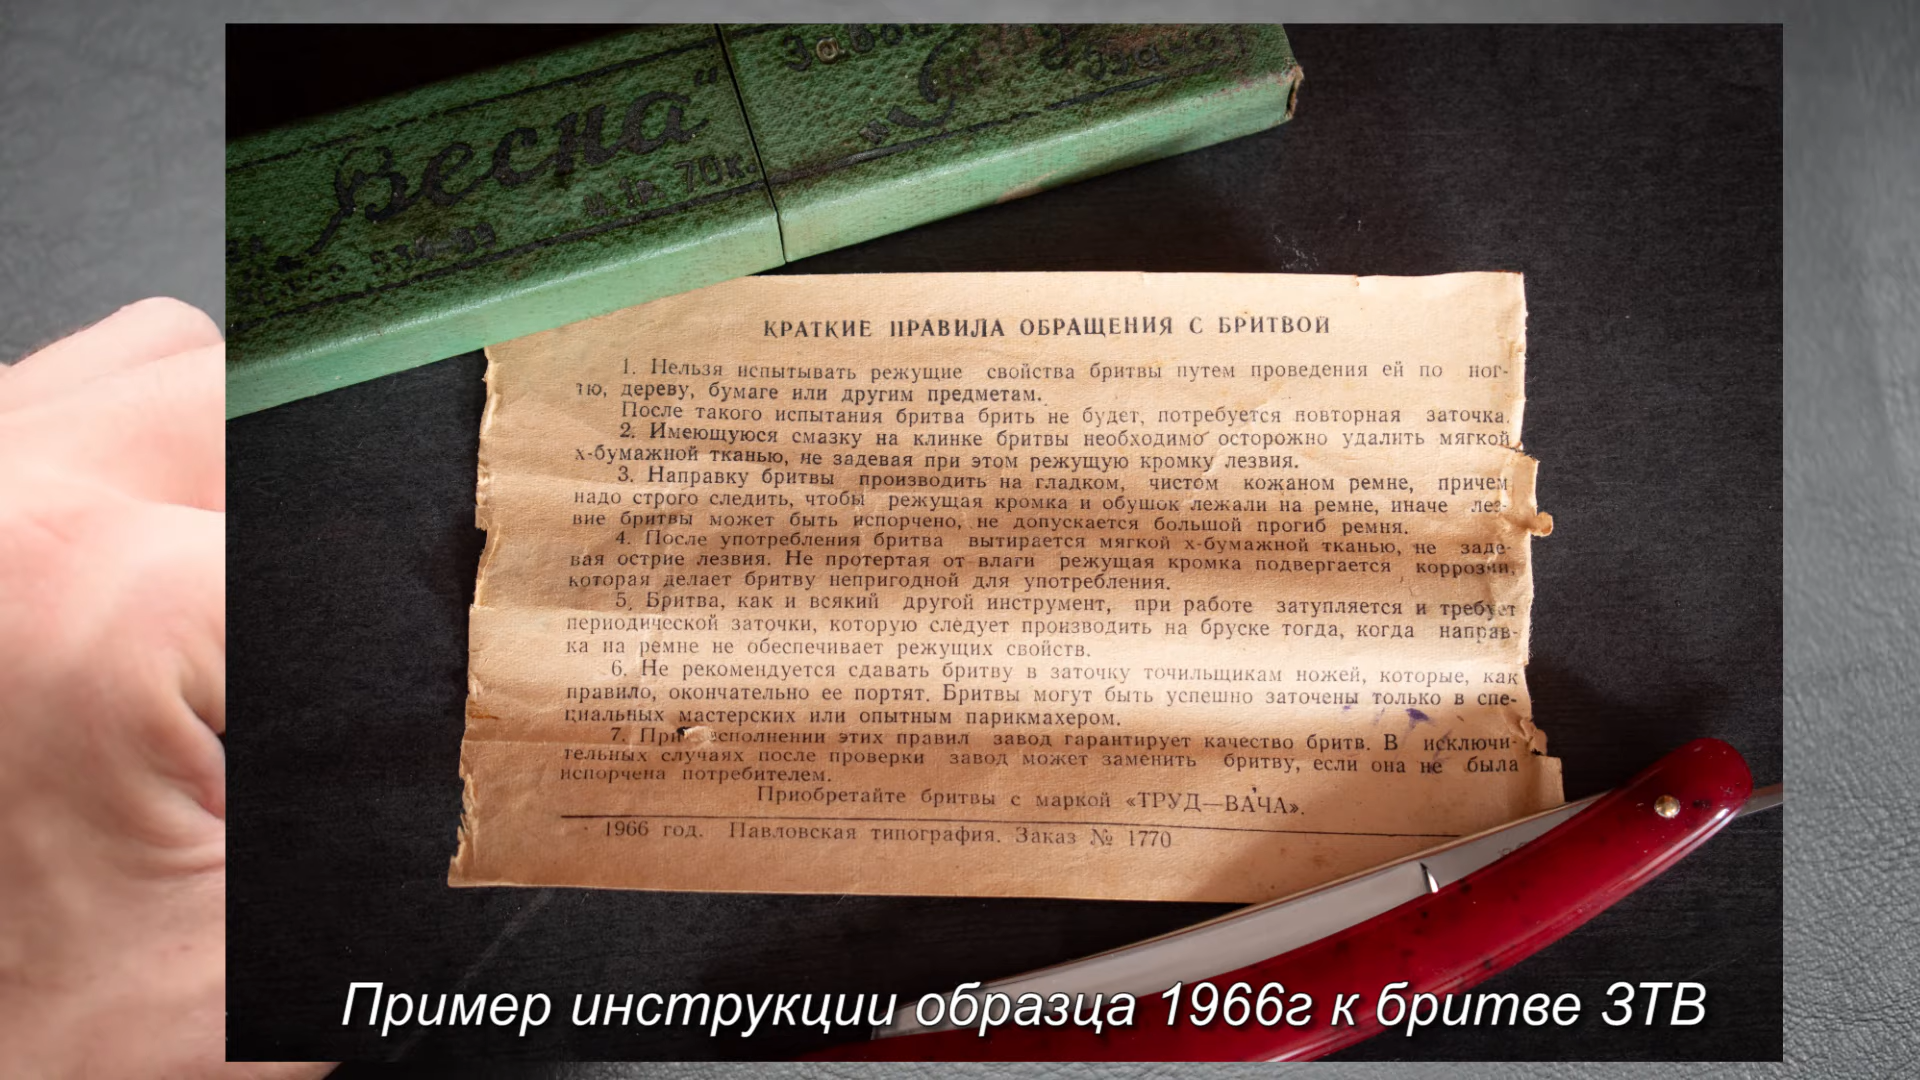 Весна"
ц. 1р. 70к.
КРАТКИЕ ПРАВИЛА ОБРАЩЕНИЯ С БРИТВОЙ
1. Нельзя испытывать режущие свойства бритвы путем проведения ей по ног-
тю, дереву, бумаге или другим предметам.
После такого испытания бритва брить не будет, потребуется повторная заточка.
2. Имеющуюся смазку на клинке бритвы необходимо осторожно удалить мягкой
х-бумажной тканью, не задевая при этом режущую кромку лезвия.
3. Направку бритвы производить на гладком, чистом кожаном ремне, причем
надо строго следить, чтобы режущая кромка и обушок лежали на ремне, иначе лез-
вие бритвы может быть испорчено, не допускается большой прогиб ремня.
4. После употребления бритва вытирается мягкой х-бумажной тканью, не заде-
вая острие лезвия. Не протертая от влаги режущая кромка подвергается коррозии,
которая делает бритву непригодной для употребления.
5. Бритва, как и всякий другой инструмент, при работе затупляется и требует
периодической заточки, которую следует производить на бруске тогда, когда направ-
ка на ремне не обеспечивает режущих свойств.
6. Не рекомендуется сдавать бритву в заточку точильщикам ножей, которые, как
правило, окончательно ее портят. Бритвы могут быть успешно заточены только в спе-
циальных мастерских или опытным парикмахером.
7. При исполнении этих правил завод гарантирует качество бритв. В исключи-
тельных случаях после проверки завод может заменить бритву, если она не была
испорчена потребителем.
Приобретайте бритвы с маркой «ТРУД—ВАЧА».
1966 год. Павловская типография. Заказ № 1770
Пример инструкции образца 1966г к бритве ЗТВ